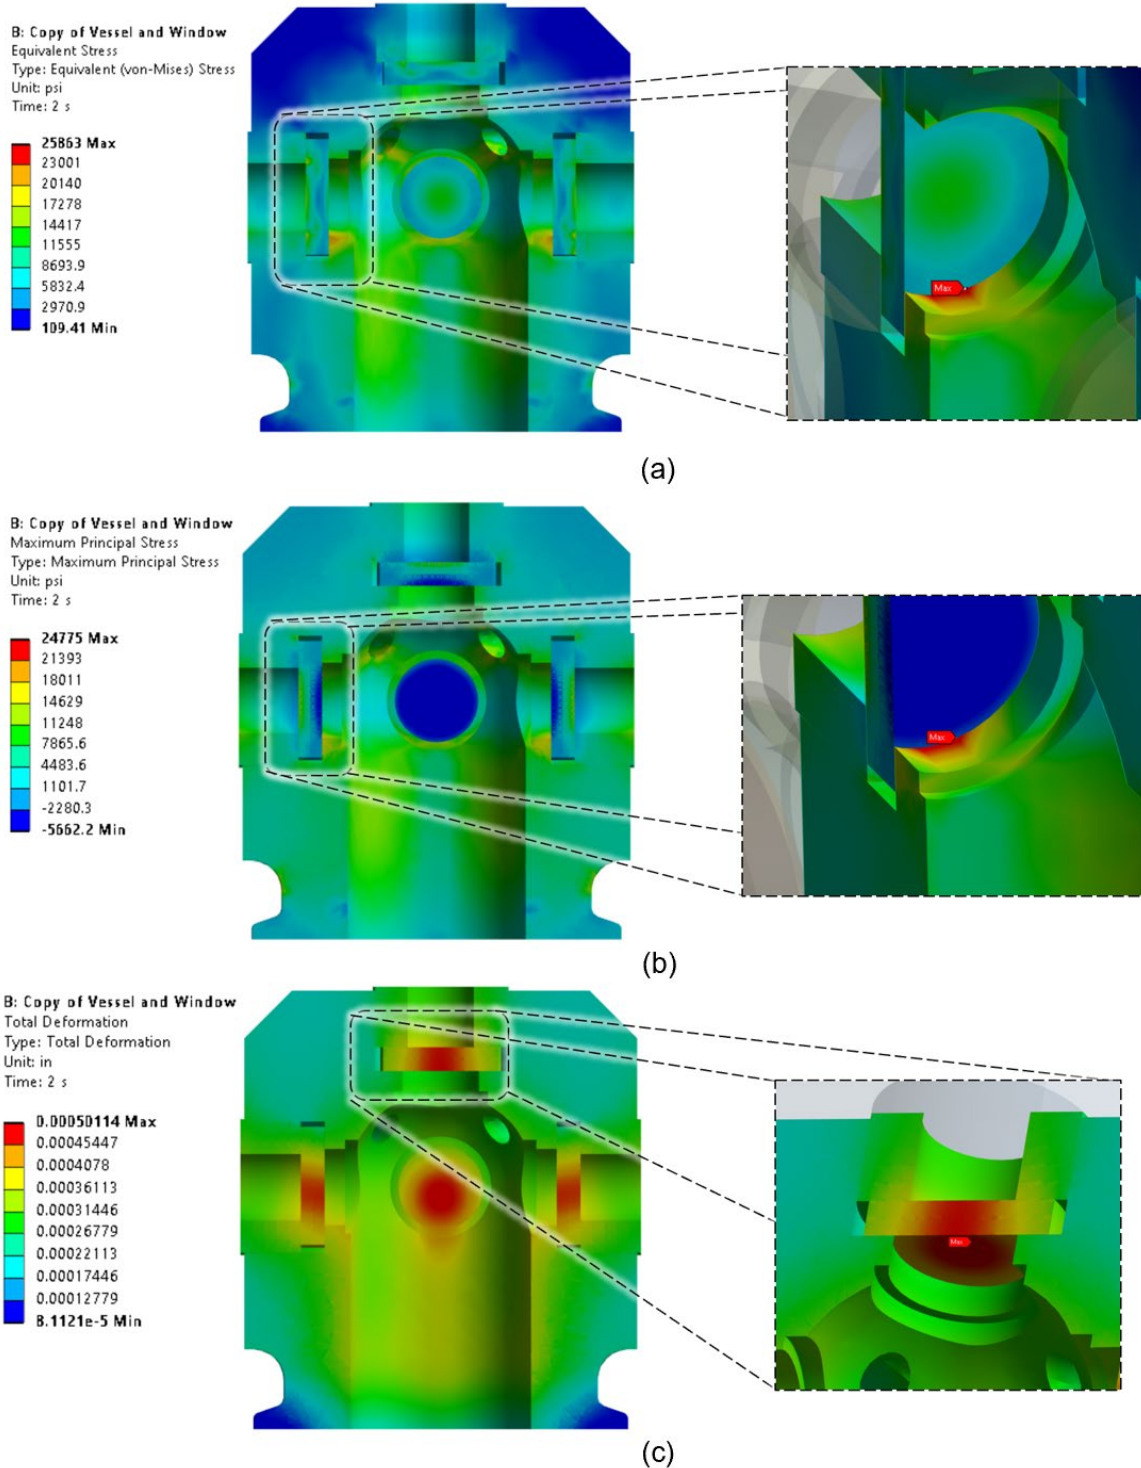 B: Copy of Vessel and Window
Equivalent Stress
Type: Equivalent (von-Mises) Stress
Unit: psi
Time: 2 s
25863 Max
23001
20140
17278
14417
11555
8693.9
5832.4
2970.9
109.41 Min
Max
(a)
B: Copy of Vessel and Window
Maximum Principal Stress
Type: Maximum Principal Stress
Unit: psi
Time: 2 s
24775 Max
21393
18011
14629
11248
7865.6
4483.6
1101.7
-2280.3
-5662.2 Min
Max
(b)
B: Copy of Vessel and Window
Total Deformation
Type: Total Deformation
Unit: in
Time: 2 s
0.00050114 Max
0.00045447
0.0004078
0.00036113
0.00031446
0.00026779
0.00022113
0.00017446
0.00012779
8.1121e-5 Min
Max
(c)